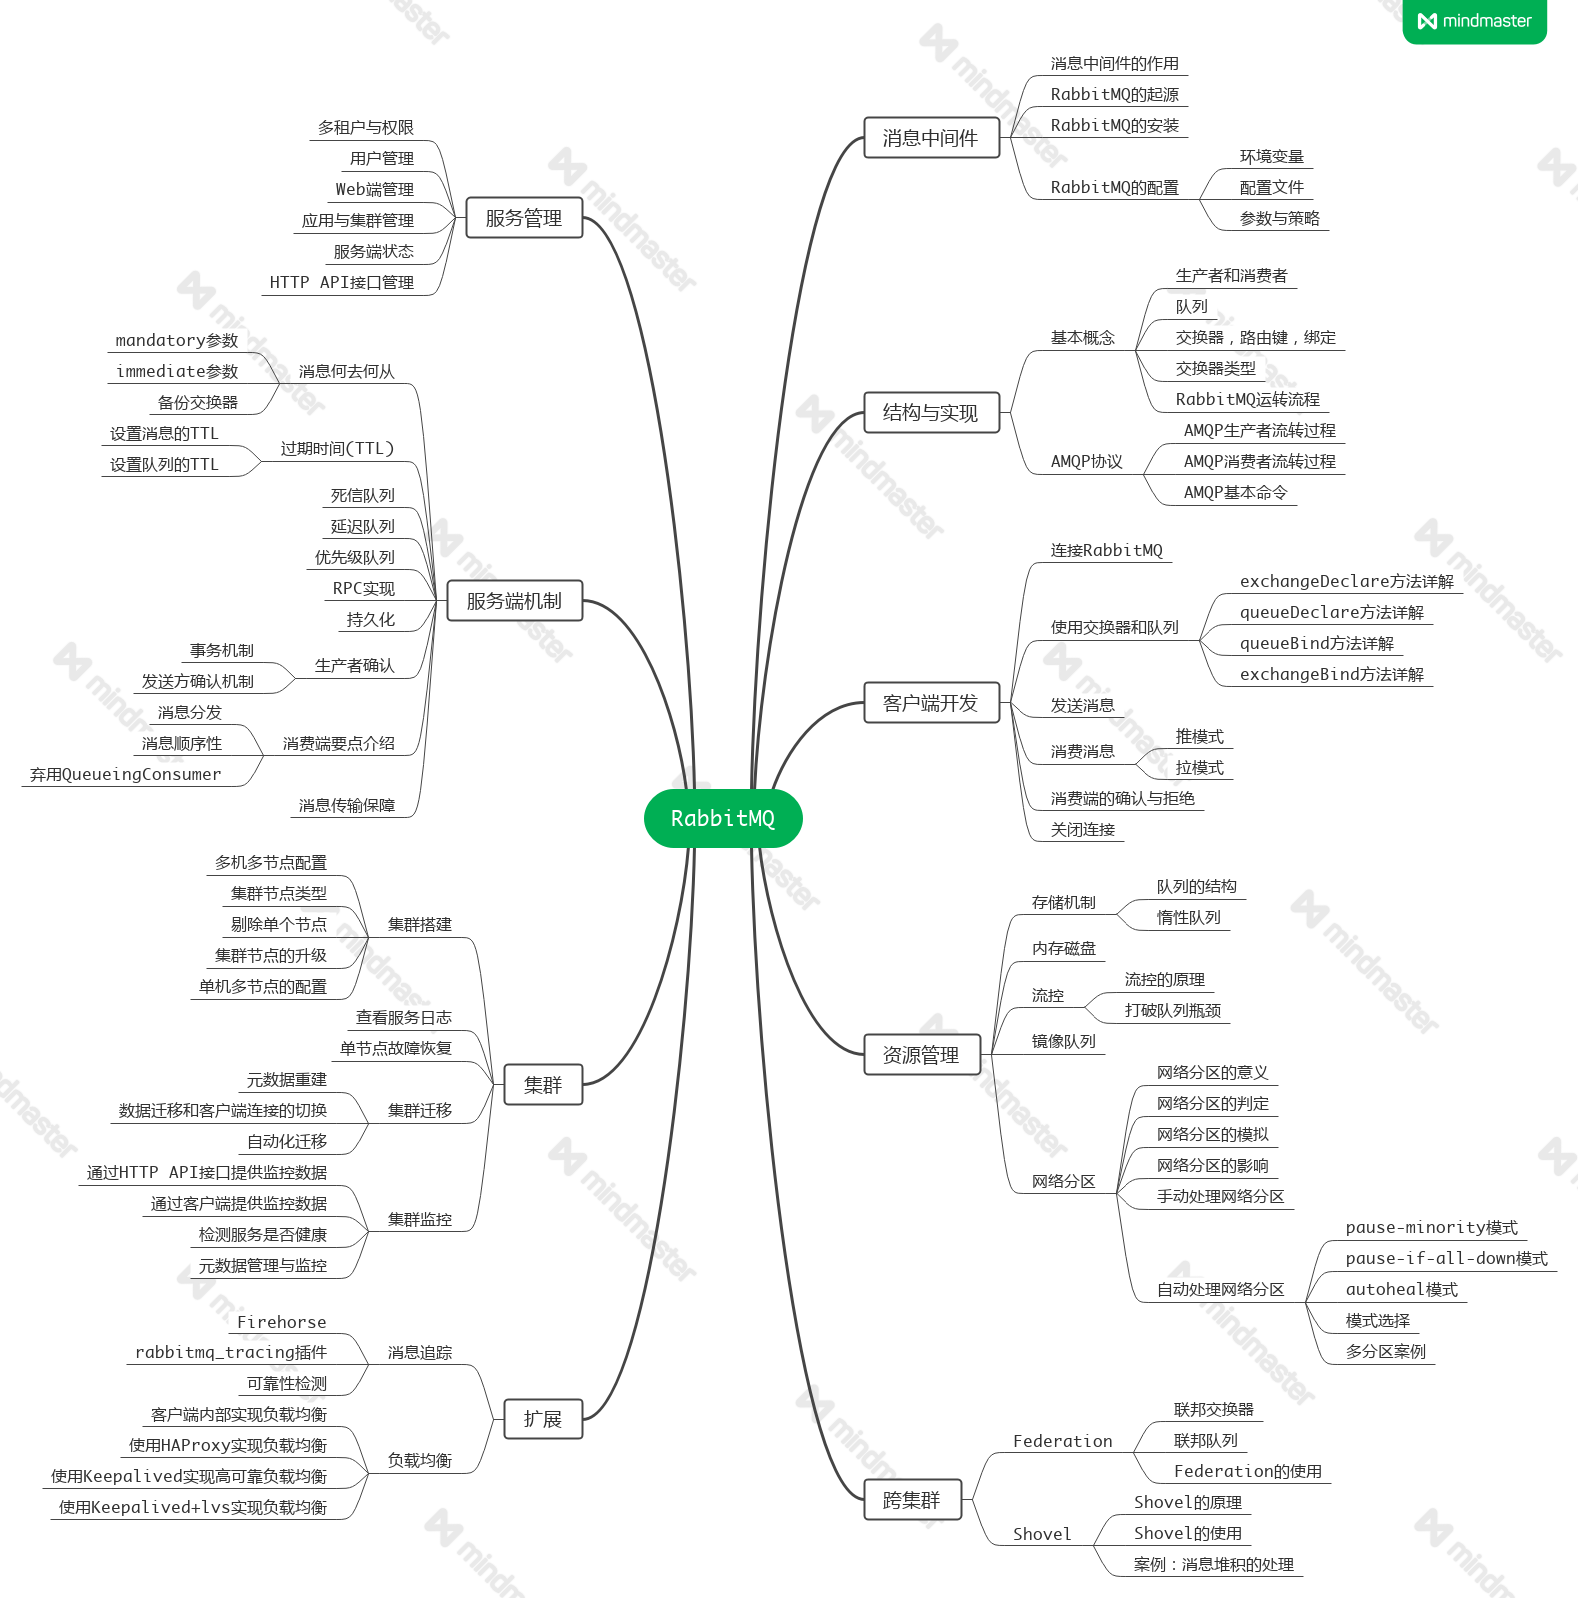 mindmaster
RabbitMQ
消息中间件
消息中间件的作用
RabbitMQ的起源
RabbitMQ的安装
RabbitMQ的配置
环境变量
配置文件
参数与策略
结构与实现
基本概念
生产者和消费者
队列
交换器，路由键，绑定
交换器类型
RabbitMQ运转流程
AMQP协议
AMQP生产者流转过程
AMQP消费者流转过程
AMQP基本命令
客户端开发
连接RabbitMQ
使用交换器和队列
exchangeDeclare方法详解
queueDeclare方法详解
queueBind方法详解
exchangeBind方法详解
发送消息
消费消息
推模式
拉模式
消费端的确认与拒绝
关闭连接
资源管理
存储机制
队列的结构
惰性队列
内存磁盘
流控
流控的原理
打破队列瓶颈
镜像队列
网络分区
网络分区的意义
网络分区的判定
网络分区的模拟
网络分区的影响
手动处理网络分区
自动处理网络分区
pause-minority模式
pause-if-all-down模式
autoheal模式
模式选择
多分区案例
跨集群
Federation
联邦交换器
联邦队列
Federation的使用
Shovel
Shovel的原理
Shovel的使用
案例：消息堆积的处理
服务管理
多租户与权限
用户管理
Web端管理
应用与集群管理
服务端状态
HTTP API接口管理
服务端机制
消息何去何从
mandatory参数
immediate参数
备份交换器
过期时间(TTL)
设置消息的TTL
设置队列的TTL
死信队列
延迟队列
优先级队列
RPC实现
持久化
生产者确认
事务机制
发送方确认机制
消费端要点介绍
消息分发
消息顺序性
弃用QueueingConsumer
消息传输保障
集群
集群搭建
多机多节点配置
集群节点类型
剔除单个节点
集群节点的升级
单机多节点的配置
查看服务日志
单节点故障恢复
集群迁移
元数据重建
数据迁移和客户端连接的切换
自动化迁移
集群监控
通过HTTP API接口提供监控数据
通过客户端提供监控数据
检测服务是否健康
元数据管理与监控
扩展
消息追踪
Firehorse
rabbitmq_tracing插件
可靠性检测
负载均衡
客户端内部实现负载均衡
使用HAProxy实现负载均衡
使用Keepalived实现高可靠负载均衡
使用Keepalived+lvs实现负载均衡